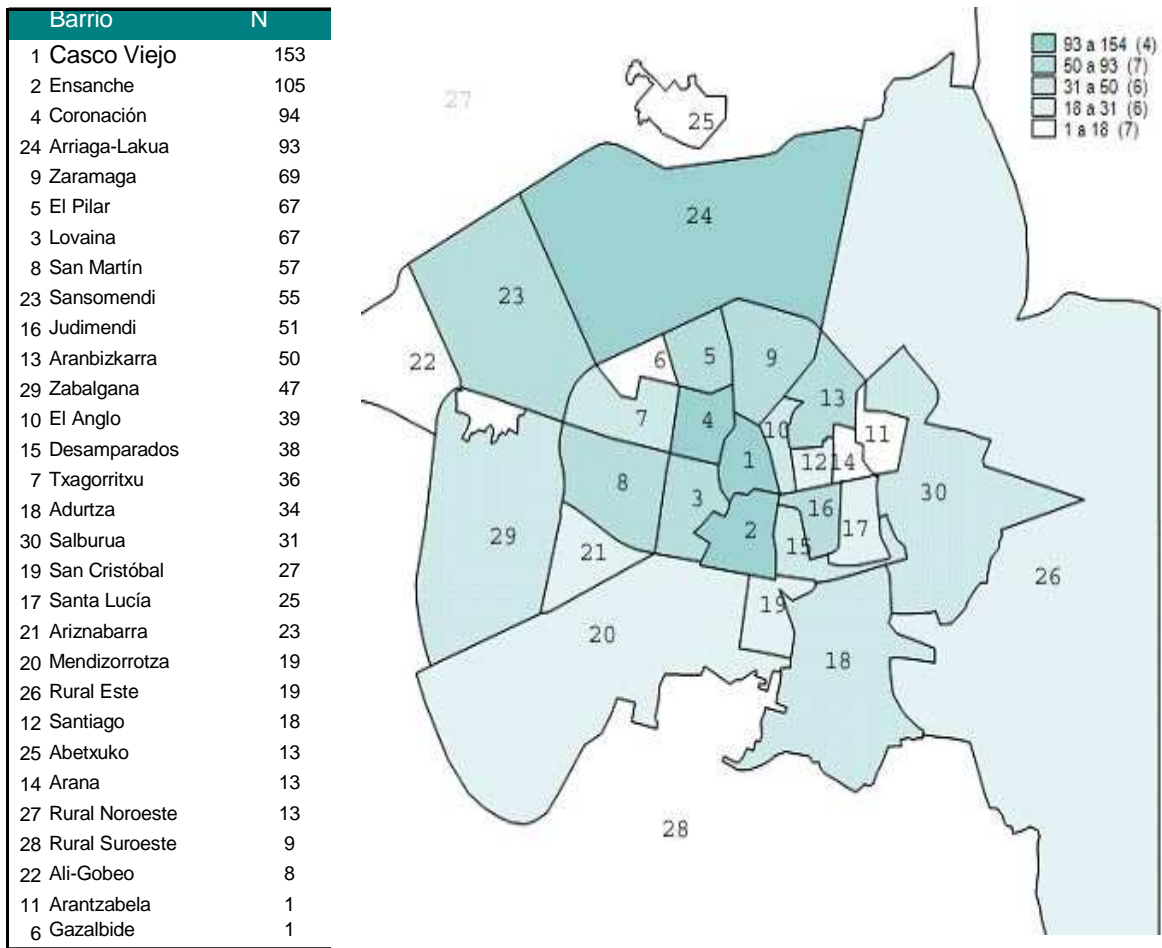 Barrio N
1 Casco Viejo 153
2 Ensanche 105
4 Coronación 94
24 Arriaga-Lakua 93
9 Zaramaga 69
5 El Pilar 67
3 Lovaina 67
8 San Martín 57
23 Sansomendi 55
16 Judimendi 51
13 Aranbizkarra 50
29 Zabalgana 47
10 El Anglo 39
15 Desamparados 38
7 Txagorritxu 36
18 Adurtza 34
30 Salburua 31
19 San Cristóbal 27
17 Santa Lucía 25
21 Ariznabarra 23
20 Mendizorrotza 19
26 Rural Este 19
12 Santiago 18
25 Abetxuko 13
14 Arana 13
27 Rural Noroeste 13
28 Rural Suroeste 9
22 Ali-Gobeo 8
11 Arantzabela 1
6 Gazalbide 1
93 a 154 (4)
50 a 93 (7)
31 a 50 (6)
18 a 31 (6)
1 a 18 (7)
27
25
24
23
22
6
5
9
13
7
4
10
11
1
12
14
8
3
16
30
2
17
29
21
15
26
19
20
18
28